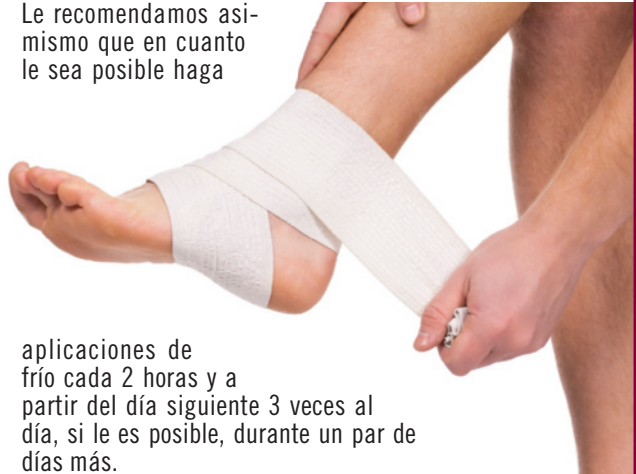 Le recomendamos asi-
mismo que en cuanto
le sea posible haga
aplicaciones de
frío cada 2 horas y a
partir del día siguiente 3 veces al
día, si le es posible, durante un par de
días más.